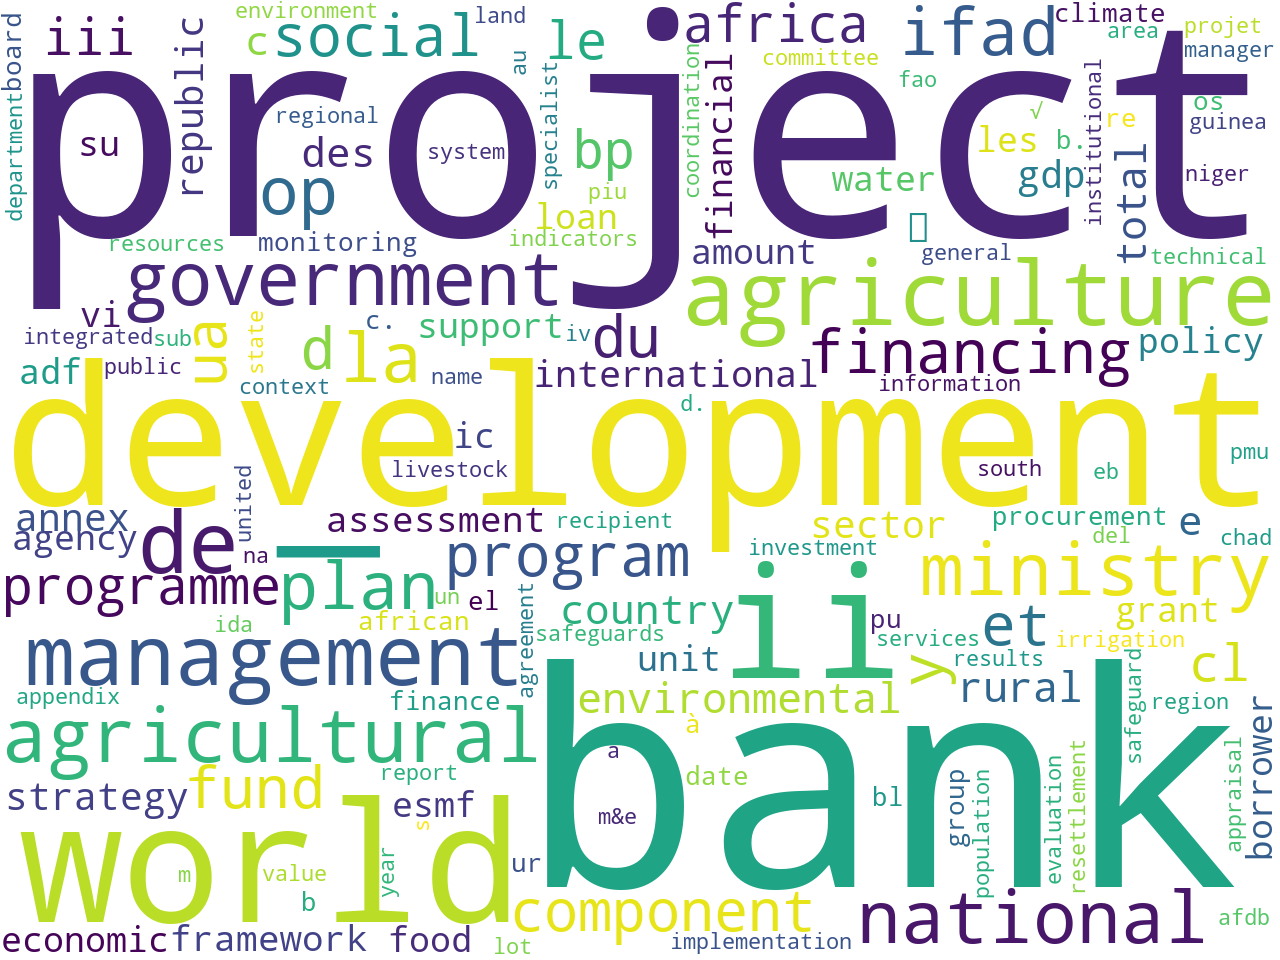 project
development
bank
world
ii
government
agriculture
agricultural
management
national
ministry
financing
component
iii
social
le
africa
ifad
climate
environment
land
c
au
republic
board
department
su
des
regional
system
op
bp
specialist
piu
loan
indicators
coordination
financial
committee
fao
√
les
b.
re
area
projet
manager
os
guinea
niger
institutional
gdp
total
water
technical
general
amount
resources
monitoring
vi
integrated
sub
adf
public
ua
state
context
d
la
c.
support
iv
du
name
international
information
policy
d.
ic
livestock
south
eb
pmu
annex
agency
united
de
na
—
assessment
recipient
sector
procurement
e
del
chad
investment
programme
plan
program
un
el
ida
african
agreement
safeguards
country
unit
pu
services
et
results
grant
irrigation
cl
y
rural
region
safeguard
appendix
finance
environmental
à
a
date
report
strategy
fund
esmf
s
m&e
bl
group
population
evaluation
resettlement
appraisal
borrower
m
value
year
b
ur
economic
framework
food
lot
implementation
afdb